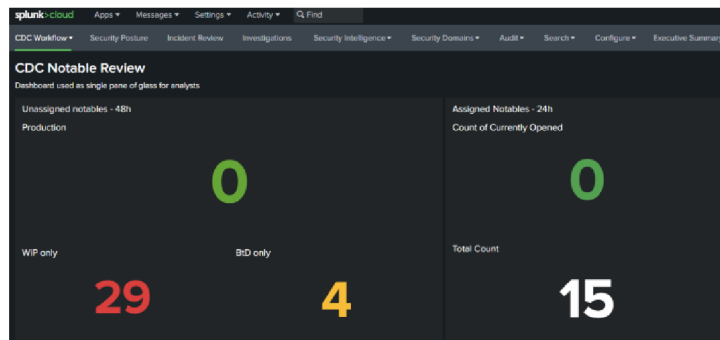 splunk>cloud Apps Messages Settings Activity Find
CDC Workflow Security Posture Incident Review Investigations Security Intelligence Security Domains Audit Search Configure Executive Summary
CDC Notable Review
Dashboard used as single pane of glass for analysts
Unassigned notables - 48h
Production
0
WiP only
29
BtD only
4
Assigned Notables - 24h
Count of Currently Opened
0
Total Count
15